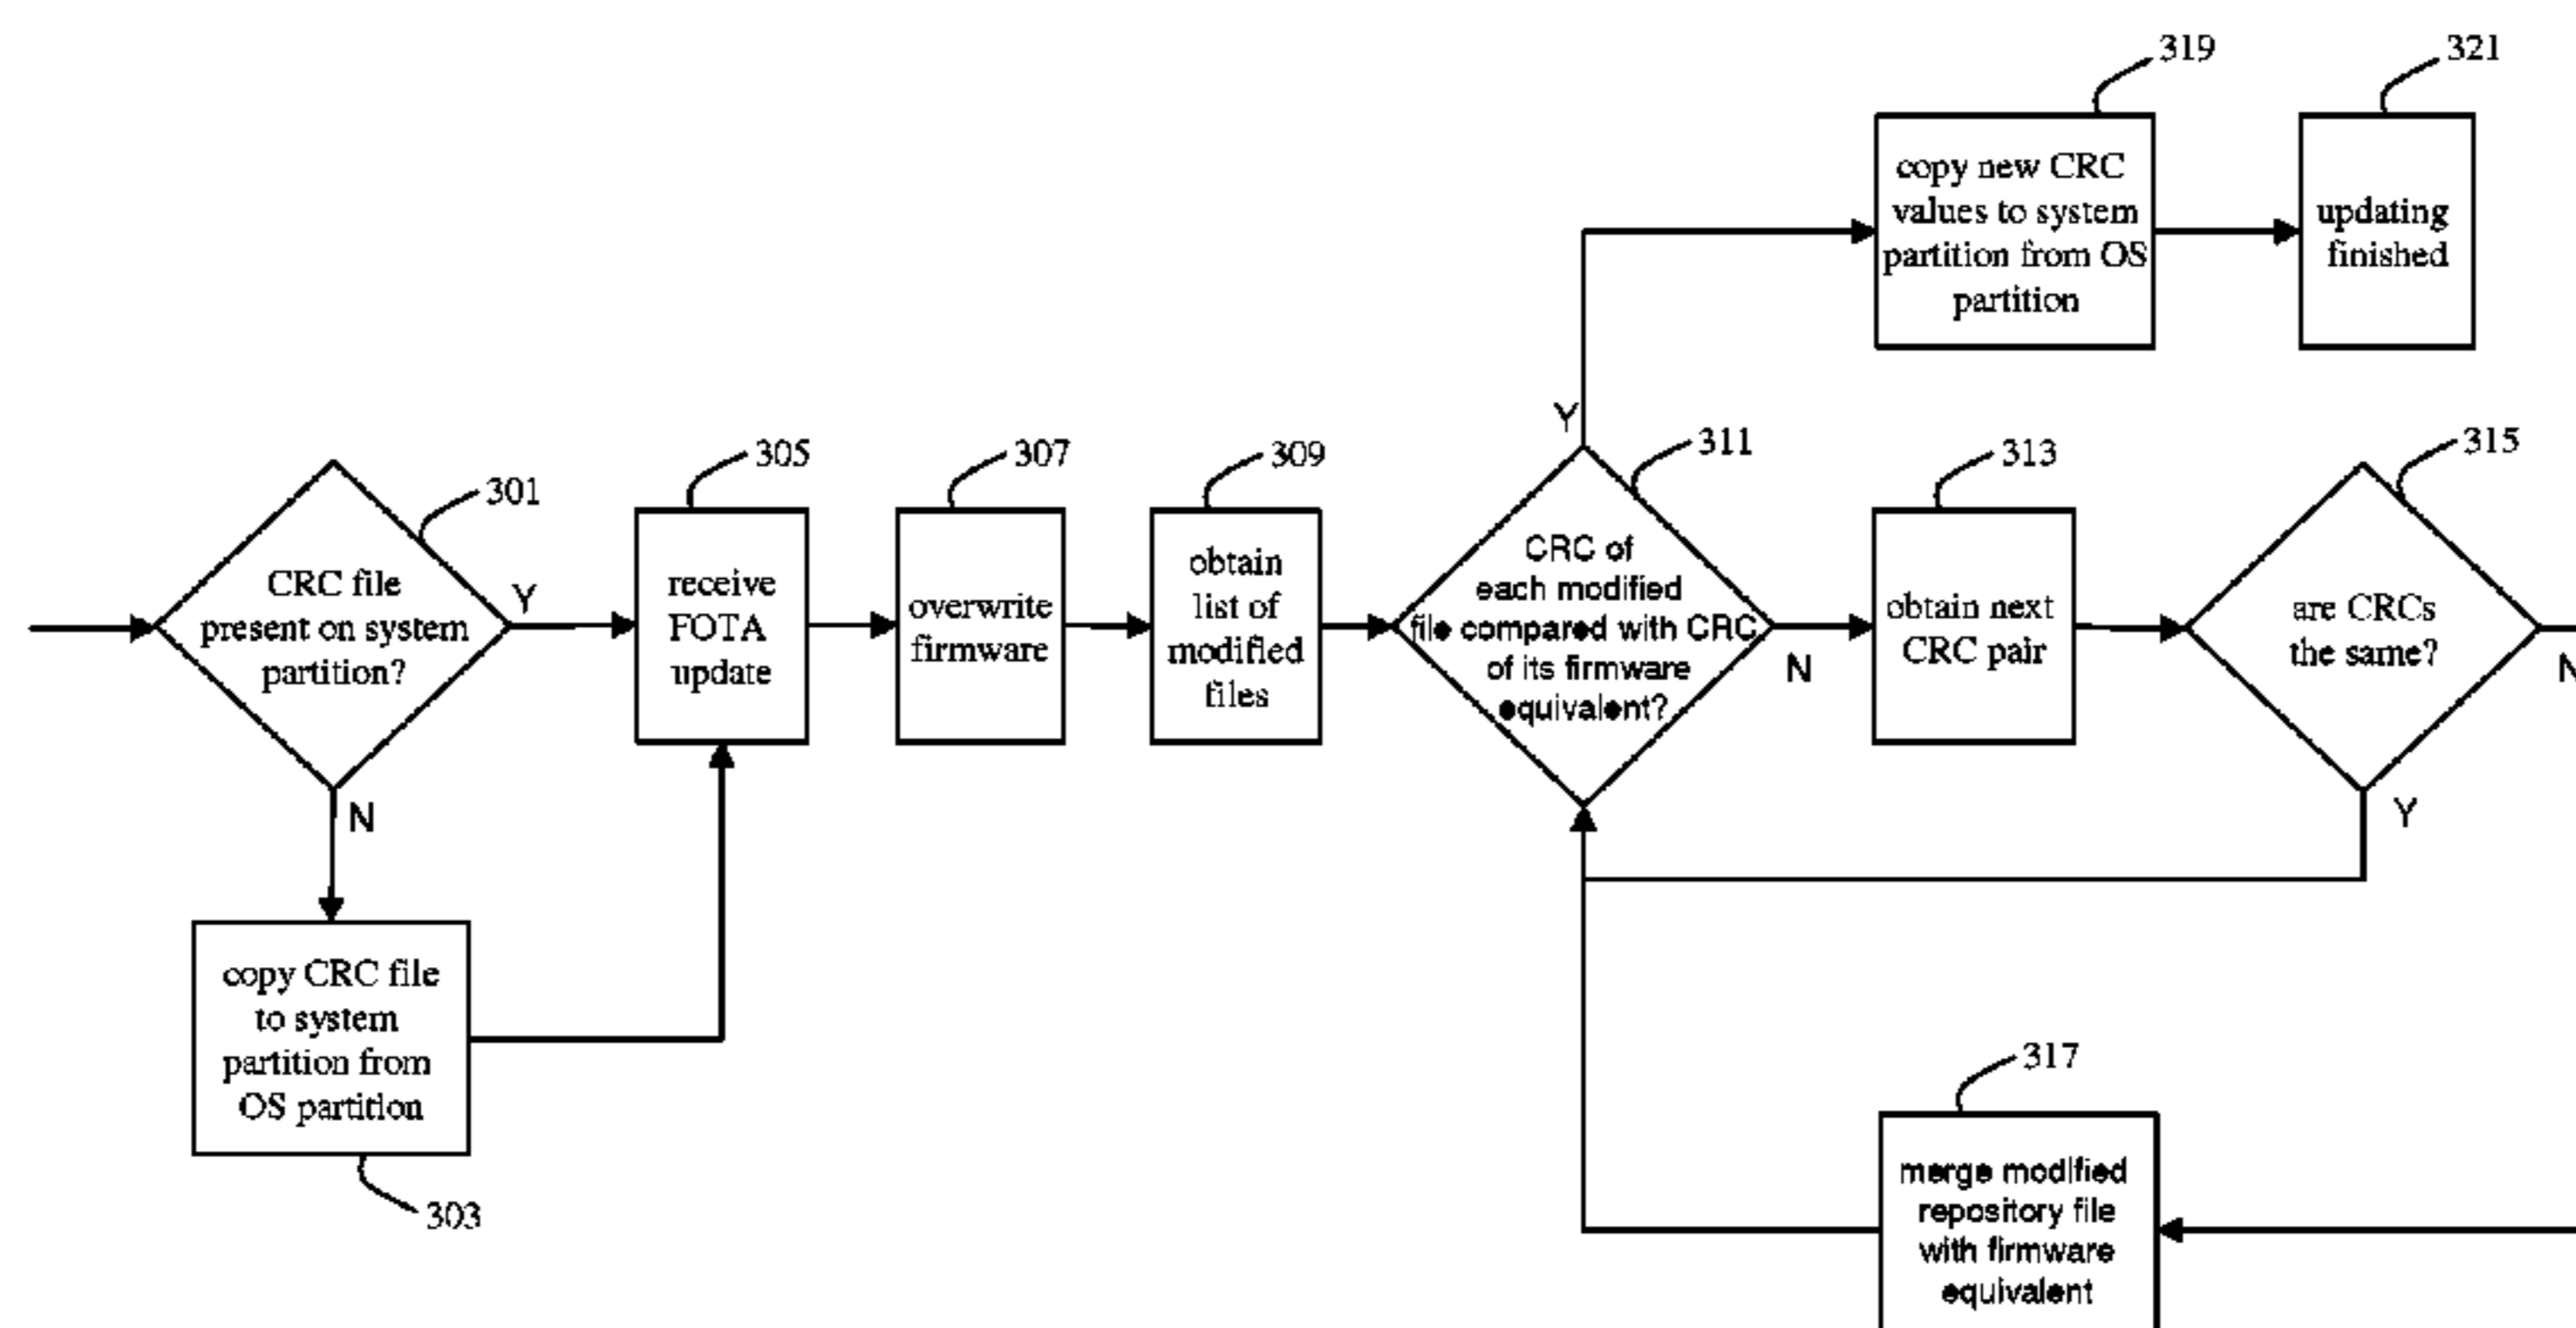 319
321
copy new CRC
values to system
partition from OS
partition
updating
finished
Y
301
305
307
309
311
313
315
CRC file
present on system
partition?
Y
N
receive
FOTA
update
overwrite
firmware
obtain
list of
modified
files
CRC of
each modified
file compared with CRC
of its firmware
equivalent?
N
obtain next
CRC pair
are CRCs
the same?
N
Y
copy CRC file
to system
partition from
OS partition
303
317
merge modified
repository file
with firmware
equivalent